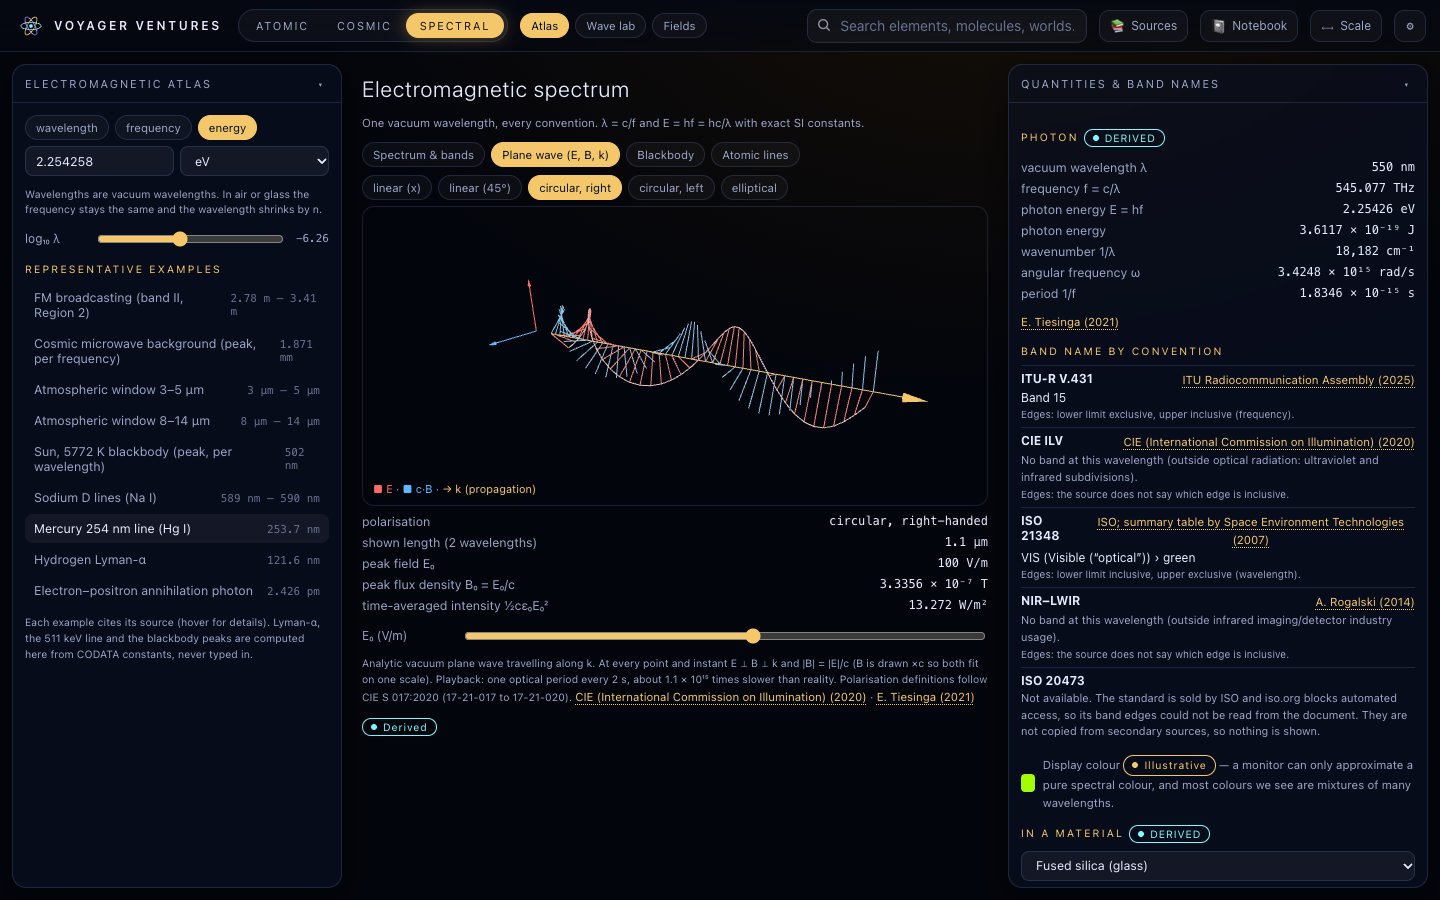 VOYAGER VENTURES
ATOMIC COSMIC SPECTRAL
Atlas Wave lab Fields
Search elements, molecules, worlds.
Sources Notebook Scale
ELECTROMAGNETIC ATLAS
wavelength frequency energy
2.254258 eV
Wavelengths are vacuum wavelengths. In air or glass the
frequency stays the same and the wavelength shrinks by n.
log₁₀ λ −6.26
REPRESENTATIVE EXAMPLES
FM broadcasting (band II, 2.78 m – 3.41
Region 2) m
Cosmic microwave background (peak, 1.871
per frequency) mm
Atmospheric window 3–5 µm 3 µm – 5 µm
Atmospheric window 8–14 µm 8 µm – 14 µm
Sun, 5772 K blackbody (peak, per 502
wavelength) nm
Sodium D lines (Na I) 589 nm – 590 nm
Mercury 254 nm line (Hg I) 253.7 nm
Hydrogen Lyman-α 121.6 nm
Electron–positron annihilation photon 2.426 pm
Each example cites its source (hover for details). Lyman-α,
the 511 keV line and the blackbody peaks are computed
here from CODATA constants, never typed in.
Electromagnetic spectrum
One vacuum wavelength, every convention. λ = c/f and E = hf = hc/λ with exact SI constants.
Spectrum & bands Plane wave (E, B, k) Blackbody Atomic lines
linear (x) linear (45°) circular, right circular, left elliptical
E · c·B · → k (propagation)
polarisation circular, right-handed
shown length (2 wavelengths) 1.1 µm
peak field E₀ 100 V/m
peak flux density B₀ = E₀/c 3.3356 × 10⁻⁷ T
time-averaged intensity ½cε₀E₀² 13.272 W/m²
E₀ (V/m)
Analytic vacuum plane wave travelling along k. At every point and instant E ⊥ B ⊥ k and |B| = |E|/c (B is drawn ×c so both fit
on one scale). Playback: one optical period every 2 s, about 1.1 × 10¹⁵ times slower than reality. Polarisation definitions follow
CIE S 017:2020 (17-21-017 to 17-21-020). CIE (International Commission on Illumination) (2020) · E. Tiesinga (2021)
Derived
QUANTITIES & BAND NAMES
PHOTON DERIVED
vacuum wavelength λ 550 nm
frequency f = c/λ 545.077 THz
photon energy E = hf 2.25426 eV
photon energy 3.6117 × 10⁻¹⁹ J
wavenumber 1/λ 18,182 cm⁻¹
angular frequency ω 3.4248 × 10¹⁵ rad/s
period 1/f 1.8346 × 10⁻¹⁵ s
E. Tiesinga (2021)
BAND NAME BY CONVENTION
ITU-R V.431 ITU Radiocommunication Assembly (2025)
Band 15
Edges: lower limit exclusive, upper inclusive (frequency).
CIE ILV CIE (International Commission on Illumination) (2020)
No band at this wavelength (outside optical radiation: ultraviolet and
infrared subdivisions).
Edges: the source does not say which edge is inclusive.
ISO ISO; summary table by Space Environment Technologies
21348 (2007)
VIS (Visible (“optical”)) › green
Edges: lower limit inclusive, upper exclusive (wavelength).
NIR–LWIR A. Rogalski (2014)
No band at this wavelength (outside infrared imaging/detector industry
usage).
Edges: the source does not say which edge is inclusive.
ISO 20473
Not available. The standard is sold by ISO and iso.org blocks automated
access, so its band edges could not be read from the document. They are
not copied from secondary sources, so nothing is shown.
Display colour Illustrative — a monitor can only approximate a
pure spectral colour, and most colours we see are mixtures of many
wavelengths.
IN A MATERIAL DERIVED
Fused silica (glass)